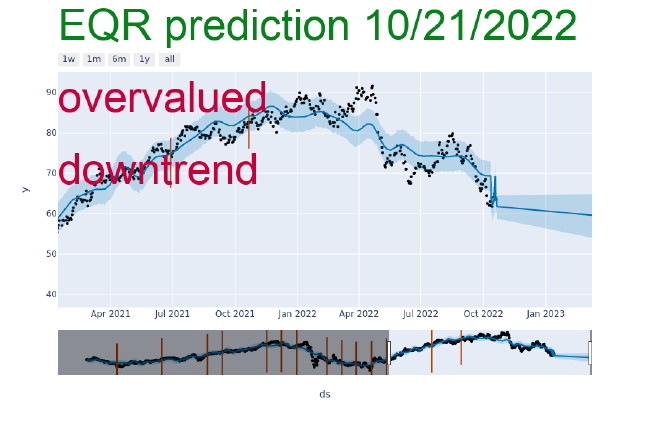 EQR prediction 10/21/2022
1w 1m 6m 1y all
overvalued
downtrend
90
80
70
60
50
40
y
Apr 2021 Jul 2021 Oct 2021 Jan 2022 Apr 2022 Jul 2022 Oct 2022 Jan 2023
ds